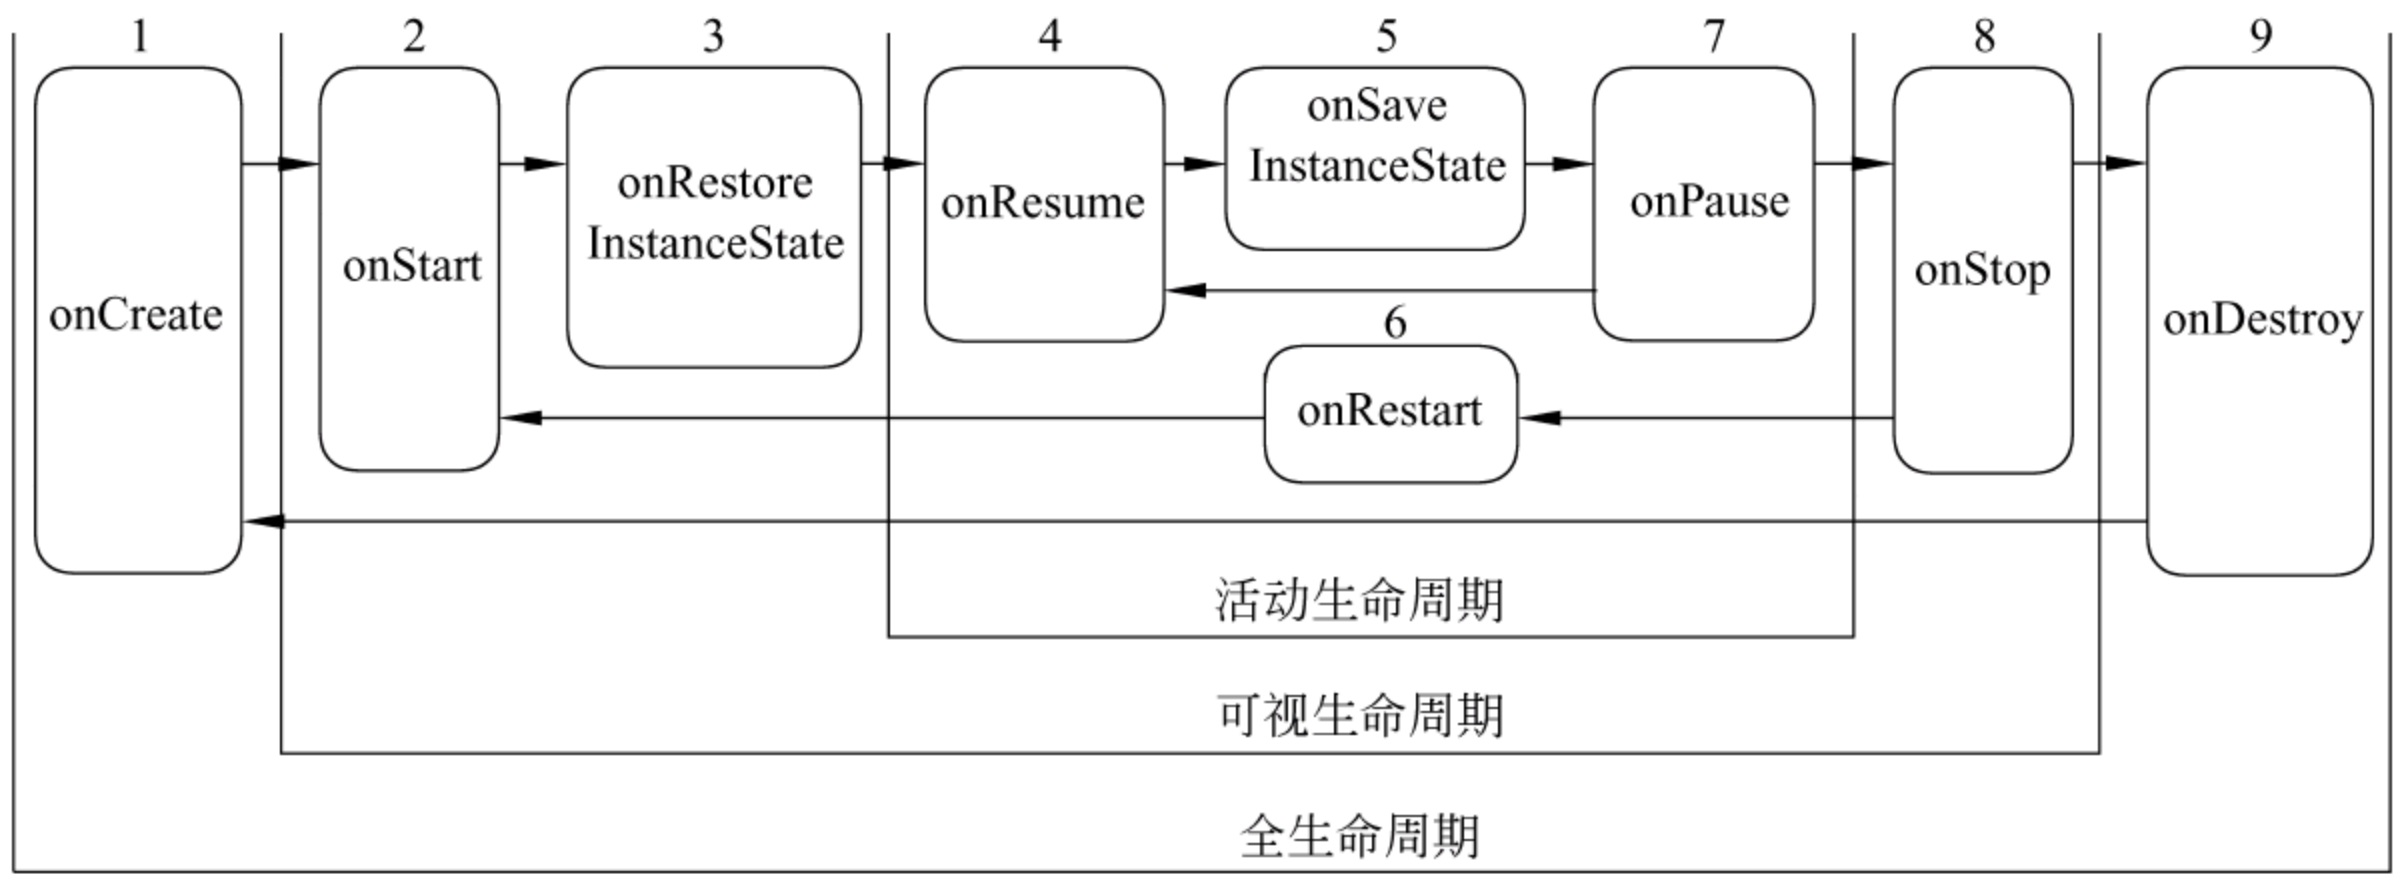 1
2
3
4
5
7
8
9
onCreate
onStart
onRestore
InstanceState
onResume
onSave
InstanceState
onPause
onStop
onDestroy
6
onRestart
活动生命周期
可视生命周期
全生命周期